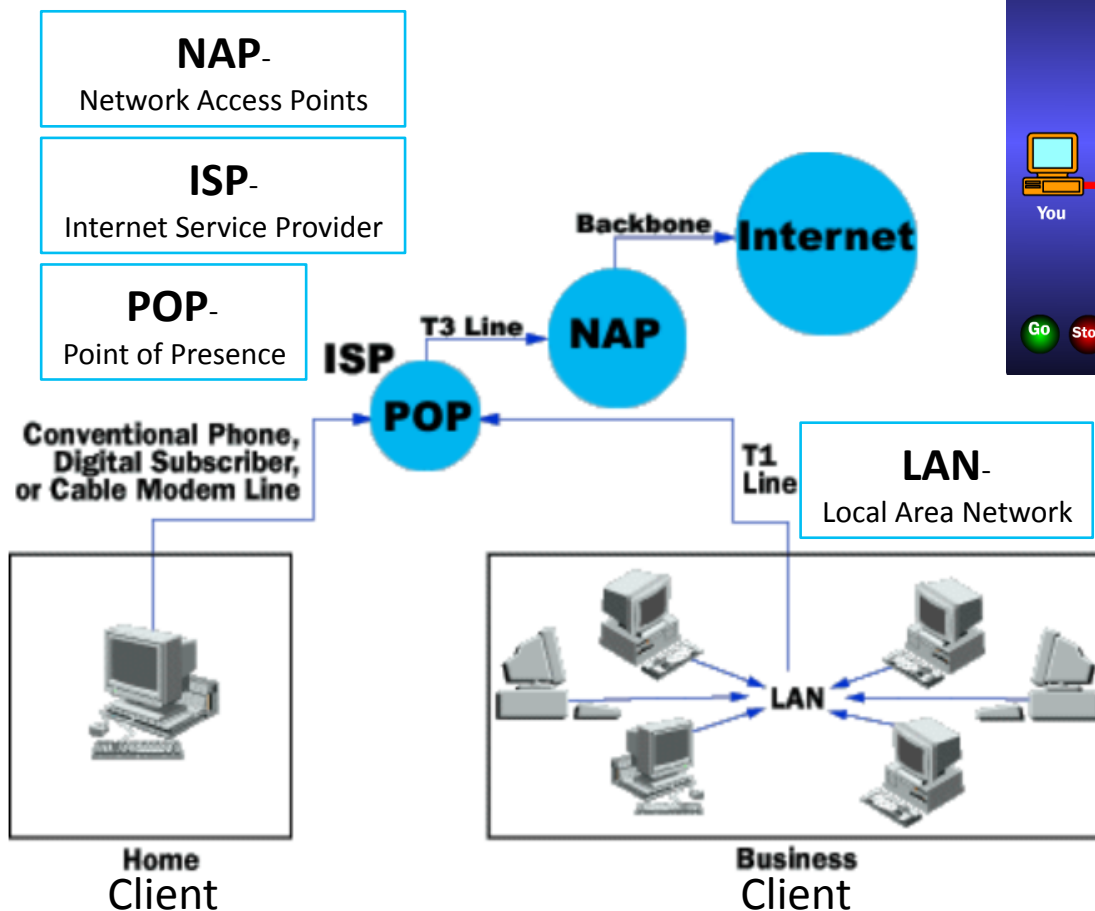 NAP-
Network Access Points
ISP-
Internet Service Provider
POP-
Point of Presence
Backbone
Internet
T3 Line
NAP
ISP
POP
Conventional Phone,
Digital Subscriber,
or Cable Modem Line
T1
Line
LAN-
Local Area Network
LAN
Home
Client
Business
Client
You
Go